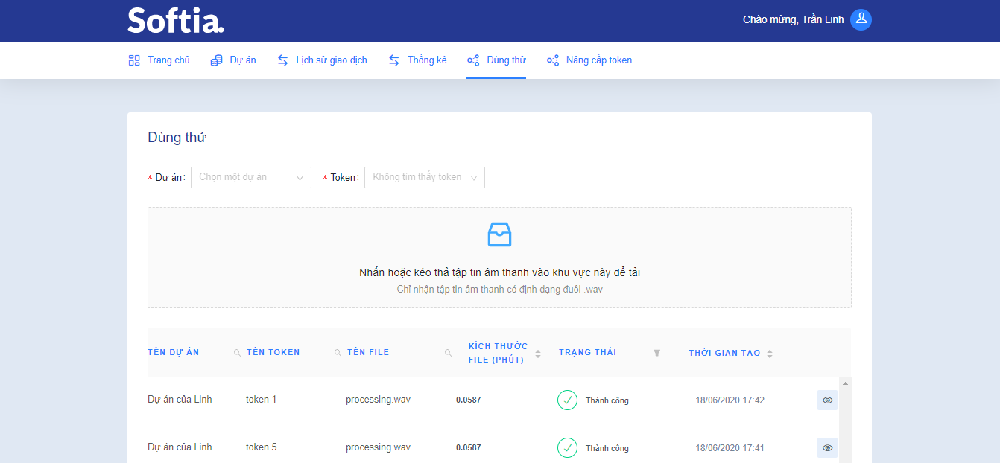 Softia.
Chào mừng, Trần Linh
Trang chủ Dự án Lịch sử giao dịch Thống kê Dùng thử Nâng cấp token
Dùng thử
* Dự án: Chọn một dự án * Token: Không tìm thấy token
Nhấn hoặc kéo thả tập tin âm thanh vào khu vực này để tải
Chỉ nhận tập tin âm thanh có định dạng đuôi .wav
TÊN DỰ ÁN TÊN TOKEN TÊN FILE KÍCH THƯỚC FILE (PHÚT) TRẠNG THÁI THỜI GIAN TẠO
Dự án của Linh token 1 processing.wav 0.0587 Thành công 18/06/2020 17:42
Dự án của Linh token 5 processing.wav 0.0587 Thành công 18/06/2020 17:41